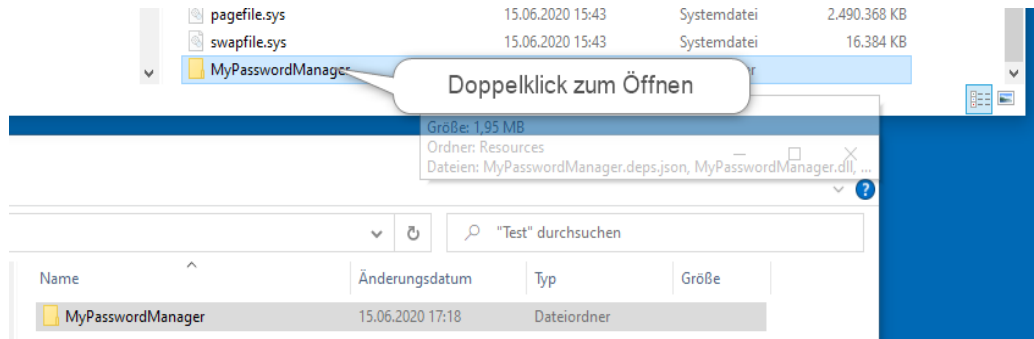 pagefile.sys 15.06.2020 15:43 Systemdatei 2.490.368 KB
swapfile.sys 15.06.2020 15:43 Systemdatei 16.384 KB
MyPasswordManager
Doppelklick zum Öffnen
Größe: 1,95 MB
Ordner: Resources
Dateien: MyPasswordManager.deps.json, MyPasswordManager.dll, ...
"Test" durchsuchen
Name Änderungsdatum Typ Größe
MyPasswordManager 15.06.2020 17:18 Dateiordner